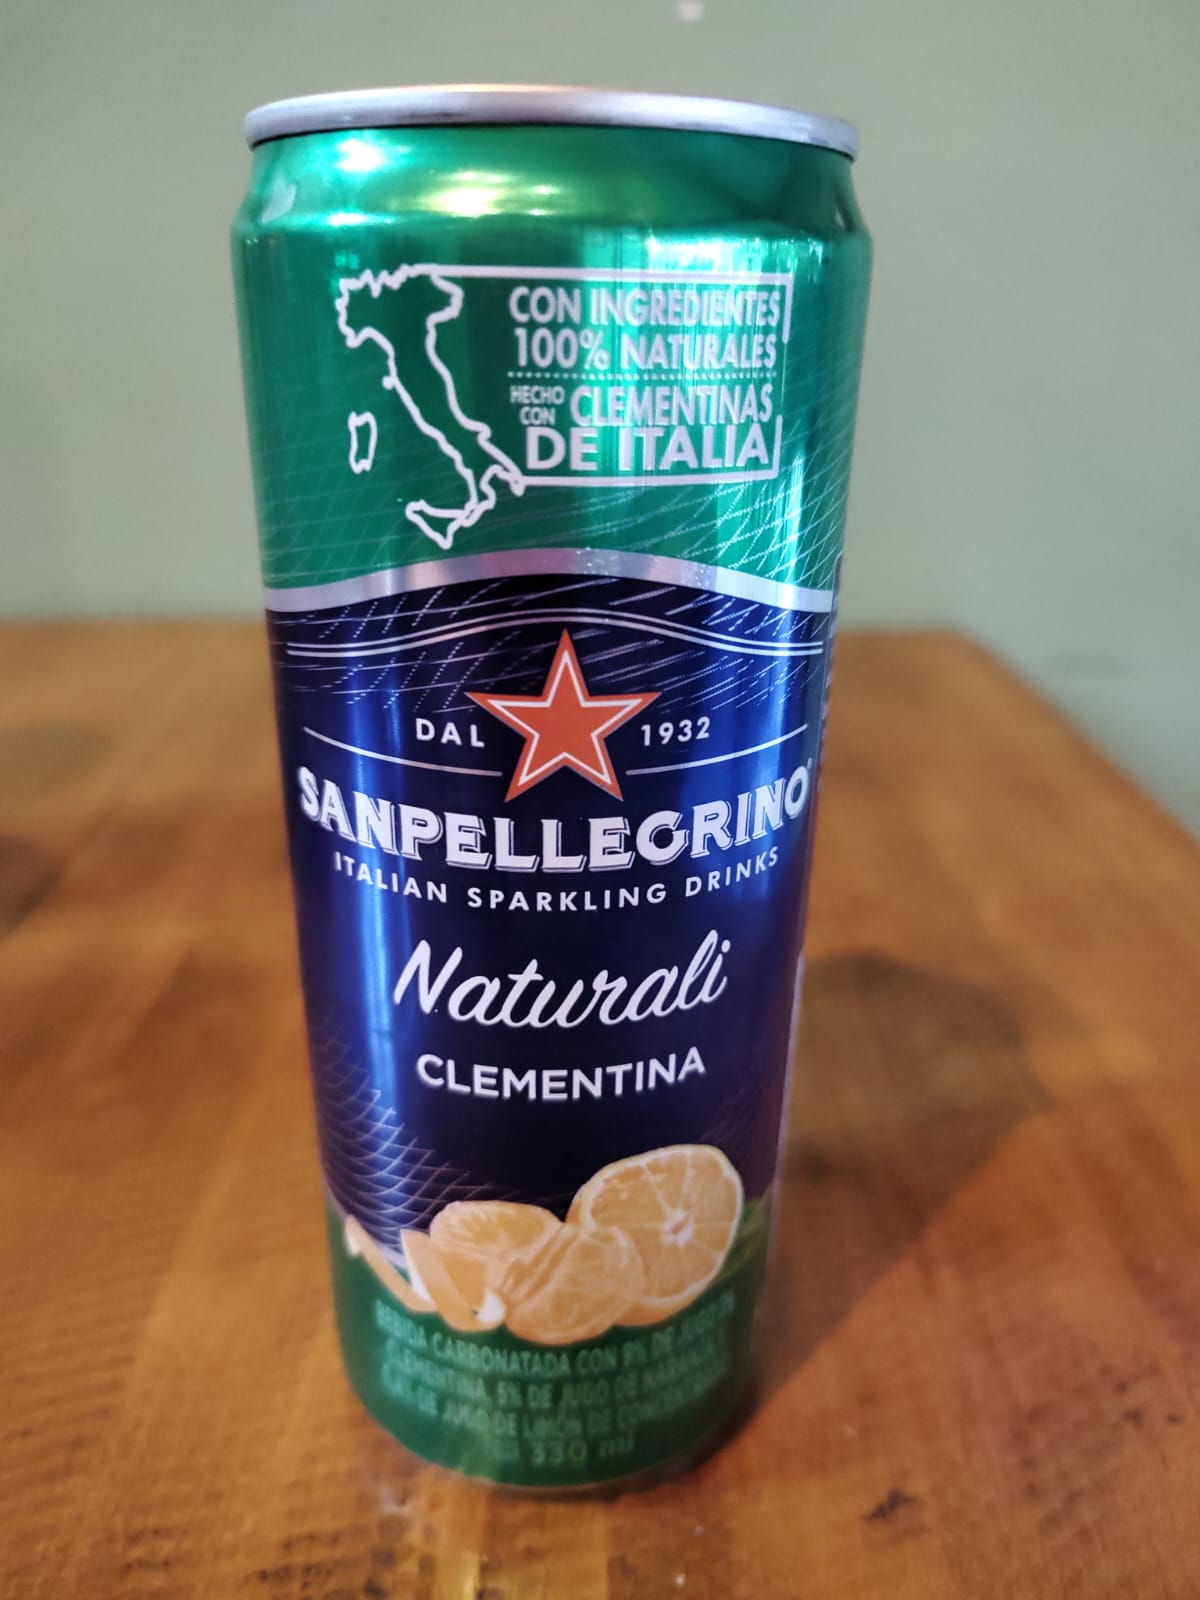 CON INGREDIENTES
100% NATURALES
HECHO CON CLEMENTINAS
DE ITALIA
DAL 1932
SANPELLEGRINO
ITALIAN SPARKLING DRINKS
Naturali
CLEMENTINA
BEBIDA CARBONATADA CON 9% DE JUGO DE
CLEMENTINA, 5% DE JUGO DE NARANJA
DE JUGO DE LIMÓN DE CONCENTRADO
330 ml